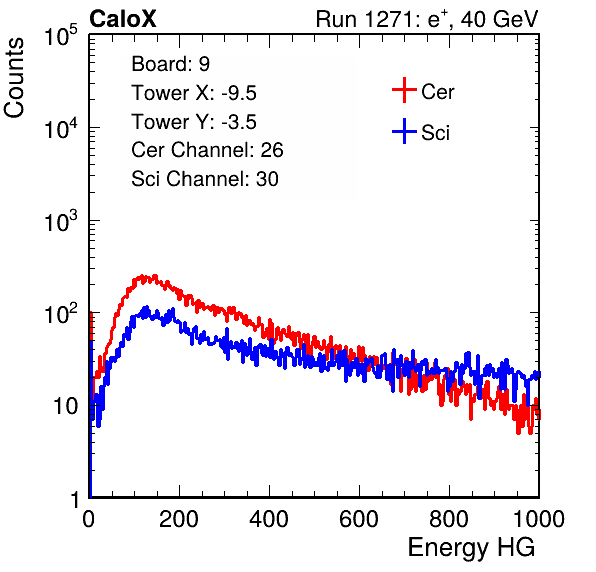 CaloX Run 1271: e⁺, 40 GeV
Counts
10⁵
10⁴
10³
10²
10
1
Board: 9
Tower X: -9.5
Tower Y: -3.5
Cer Channel: 26
Sci Channel: 30
Cer
Sci
0 200 400 600 800 1000
Energy HG